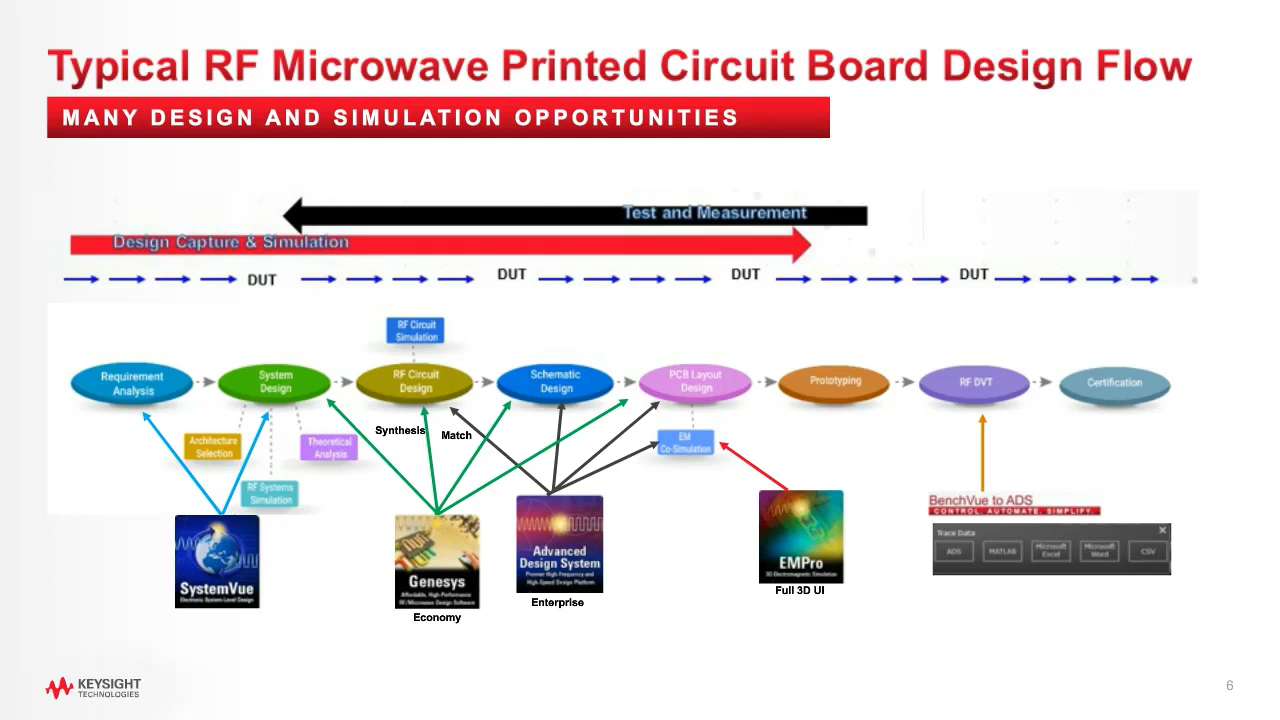 Typical RF Microwave Printed Circuit Board Design Flow
MANY DESIGN AND SIMULATION OPPORTUNITIES
Test and Measurement
Design Capture & Simulation
DUT
DUT
DUT
DUT
RF Circuit
Simulation
Requirement
Analysis
System
Design
RF Circuit
Design
Schematic
Design
PCB Layout
Design
Prototyping
RF DVT
Certification
Architecture
Selection
RF Systems
Simulation
Theoretical
Analysis
Synthesis
Match
EM
Co-Simulation
SystemVue
Electronic System-Level Design
Genesys
Affordable, High-Performance
RF/Microwave Design Software
Economy
Advanced
Design System
Premier High-Frequency and
High-Speed Design Platform
Enterprise
EMPro
3D Electromagnetic Simulation
Full 3D UI
BenchVue to ADS
CONTROL. AUTOMATE. SIMPLIFY.
Trace Data
ADS
MATLAB
Microsoft
Excel
Microsoft
Word
CSV
KEYSIGHT
TECHNOLOGIES
6